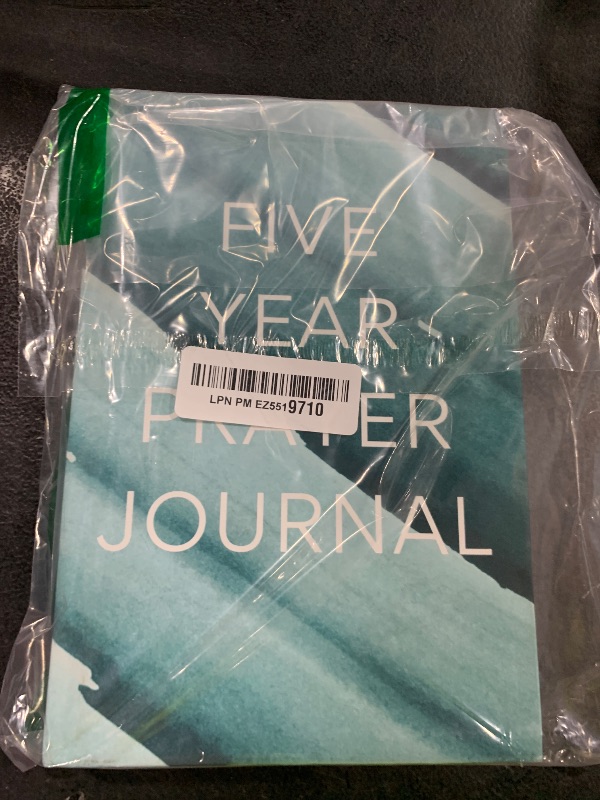 FIVE
YEAR
LPN PM EZ5519710
PRAYER
JOURNAL